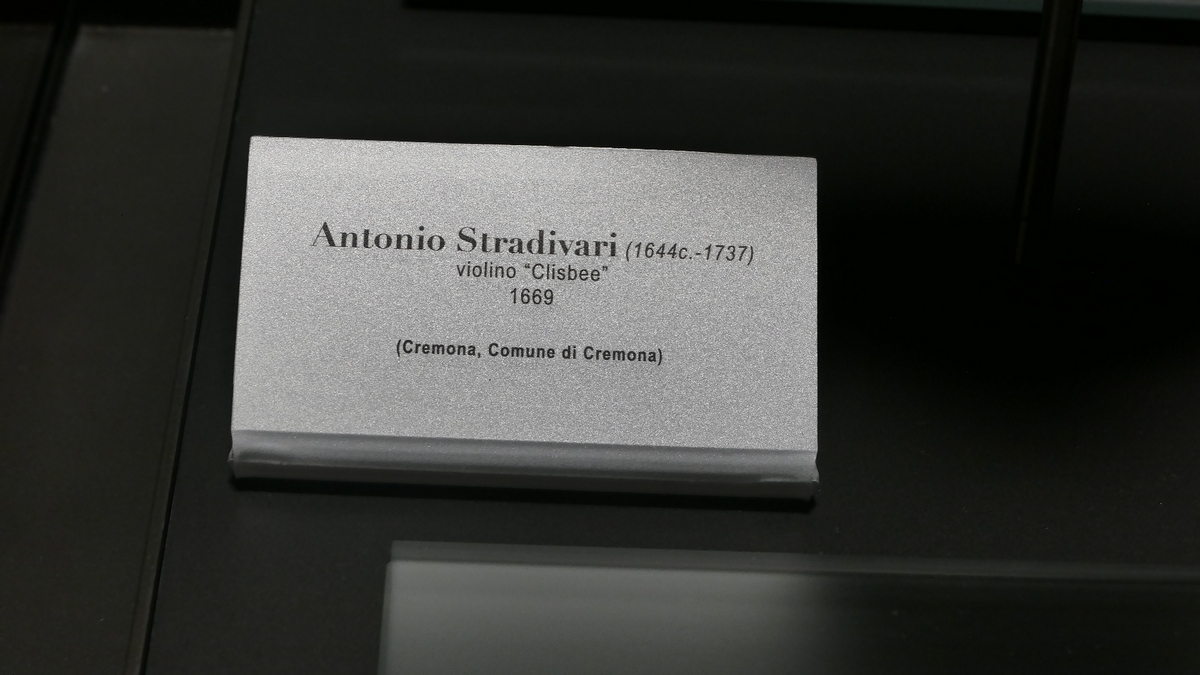 Antonio Stradivari (1644c.-1737)
violino “Clisbee”
1669
(Cremona, Comune di Cremona)